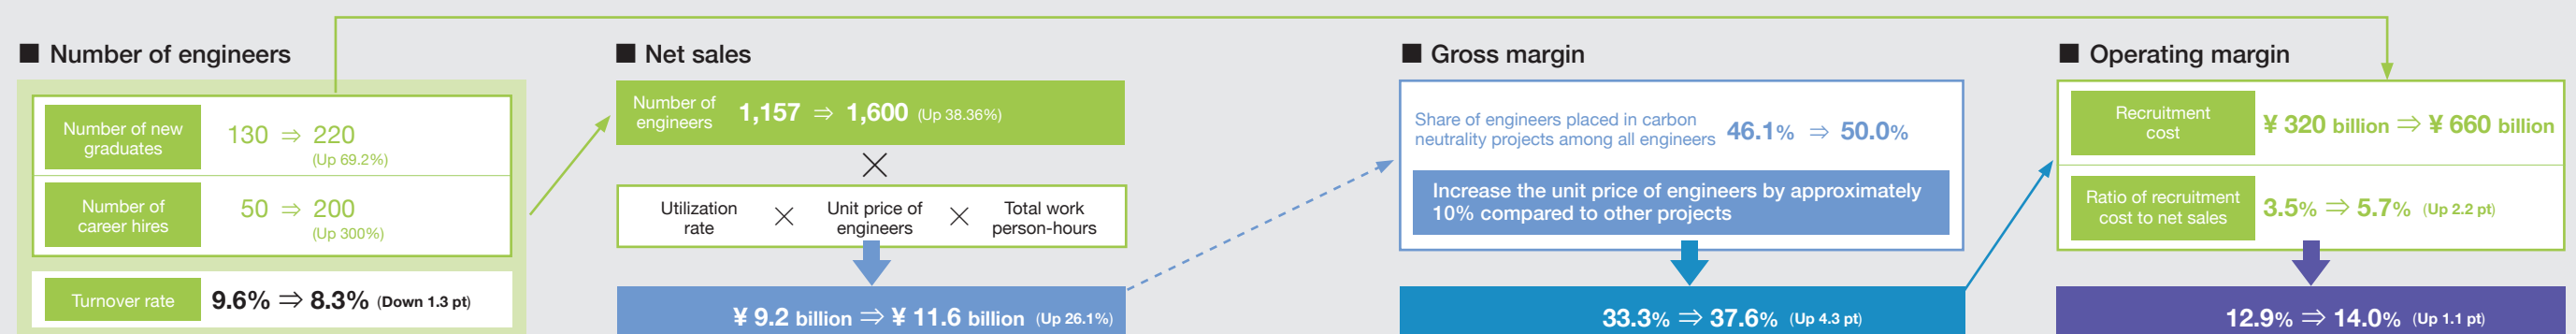 ■ Number of engineers
Number of new
graduates
130 ⇒ 220
(Up 69.2%)
Number of
career hires
50 ⇒ 200
(Up 300%)
Turnover rate
9.6% ⇒ 8.3% (Down 1.3 pt)
■ Net sales
Number of
engineers
1,157 ⇒ 1,600 (Up 38.36%)
×
Utilization
rate
×
Unit price of
engineers
×
Total work
person-hours
¥ 9.2 billion ⇒ ¥ 11.6 billion (Up 26.1%)
■ Gross margin
Share of engineers placed in carbon
neutrality projects among all engineers
46.1% ⇒ 50.0%
Increase the unit price of engineers by approximately
10% compared to other projects
33.3% ⇒ 37.6% (Up 4.3 pt)
■ Operating margin
Recruitment
cost
¥ 320 billion ⇒ ¥ 660 billion
Ratio of recruitment
cost to net sales
3.5% ⇒ 5.7% (Up 2.2 pt)
12.9% ⇒ 14.0% (Up 1.1 pt)